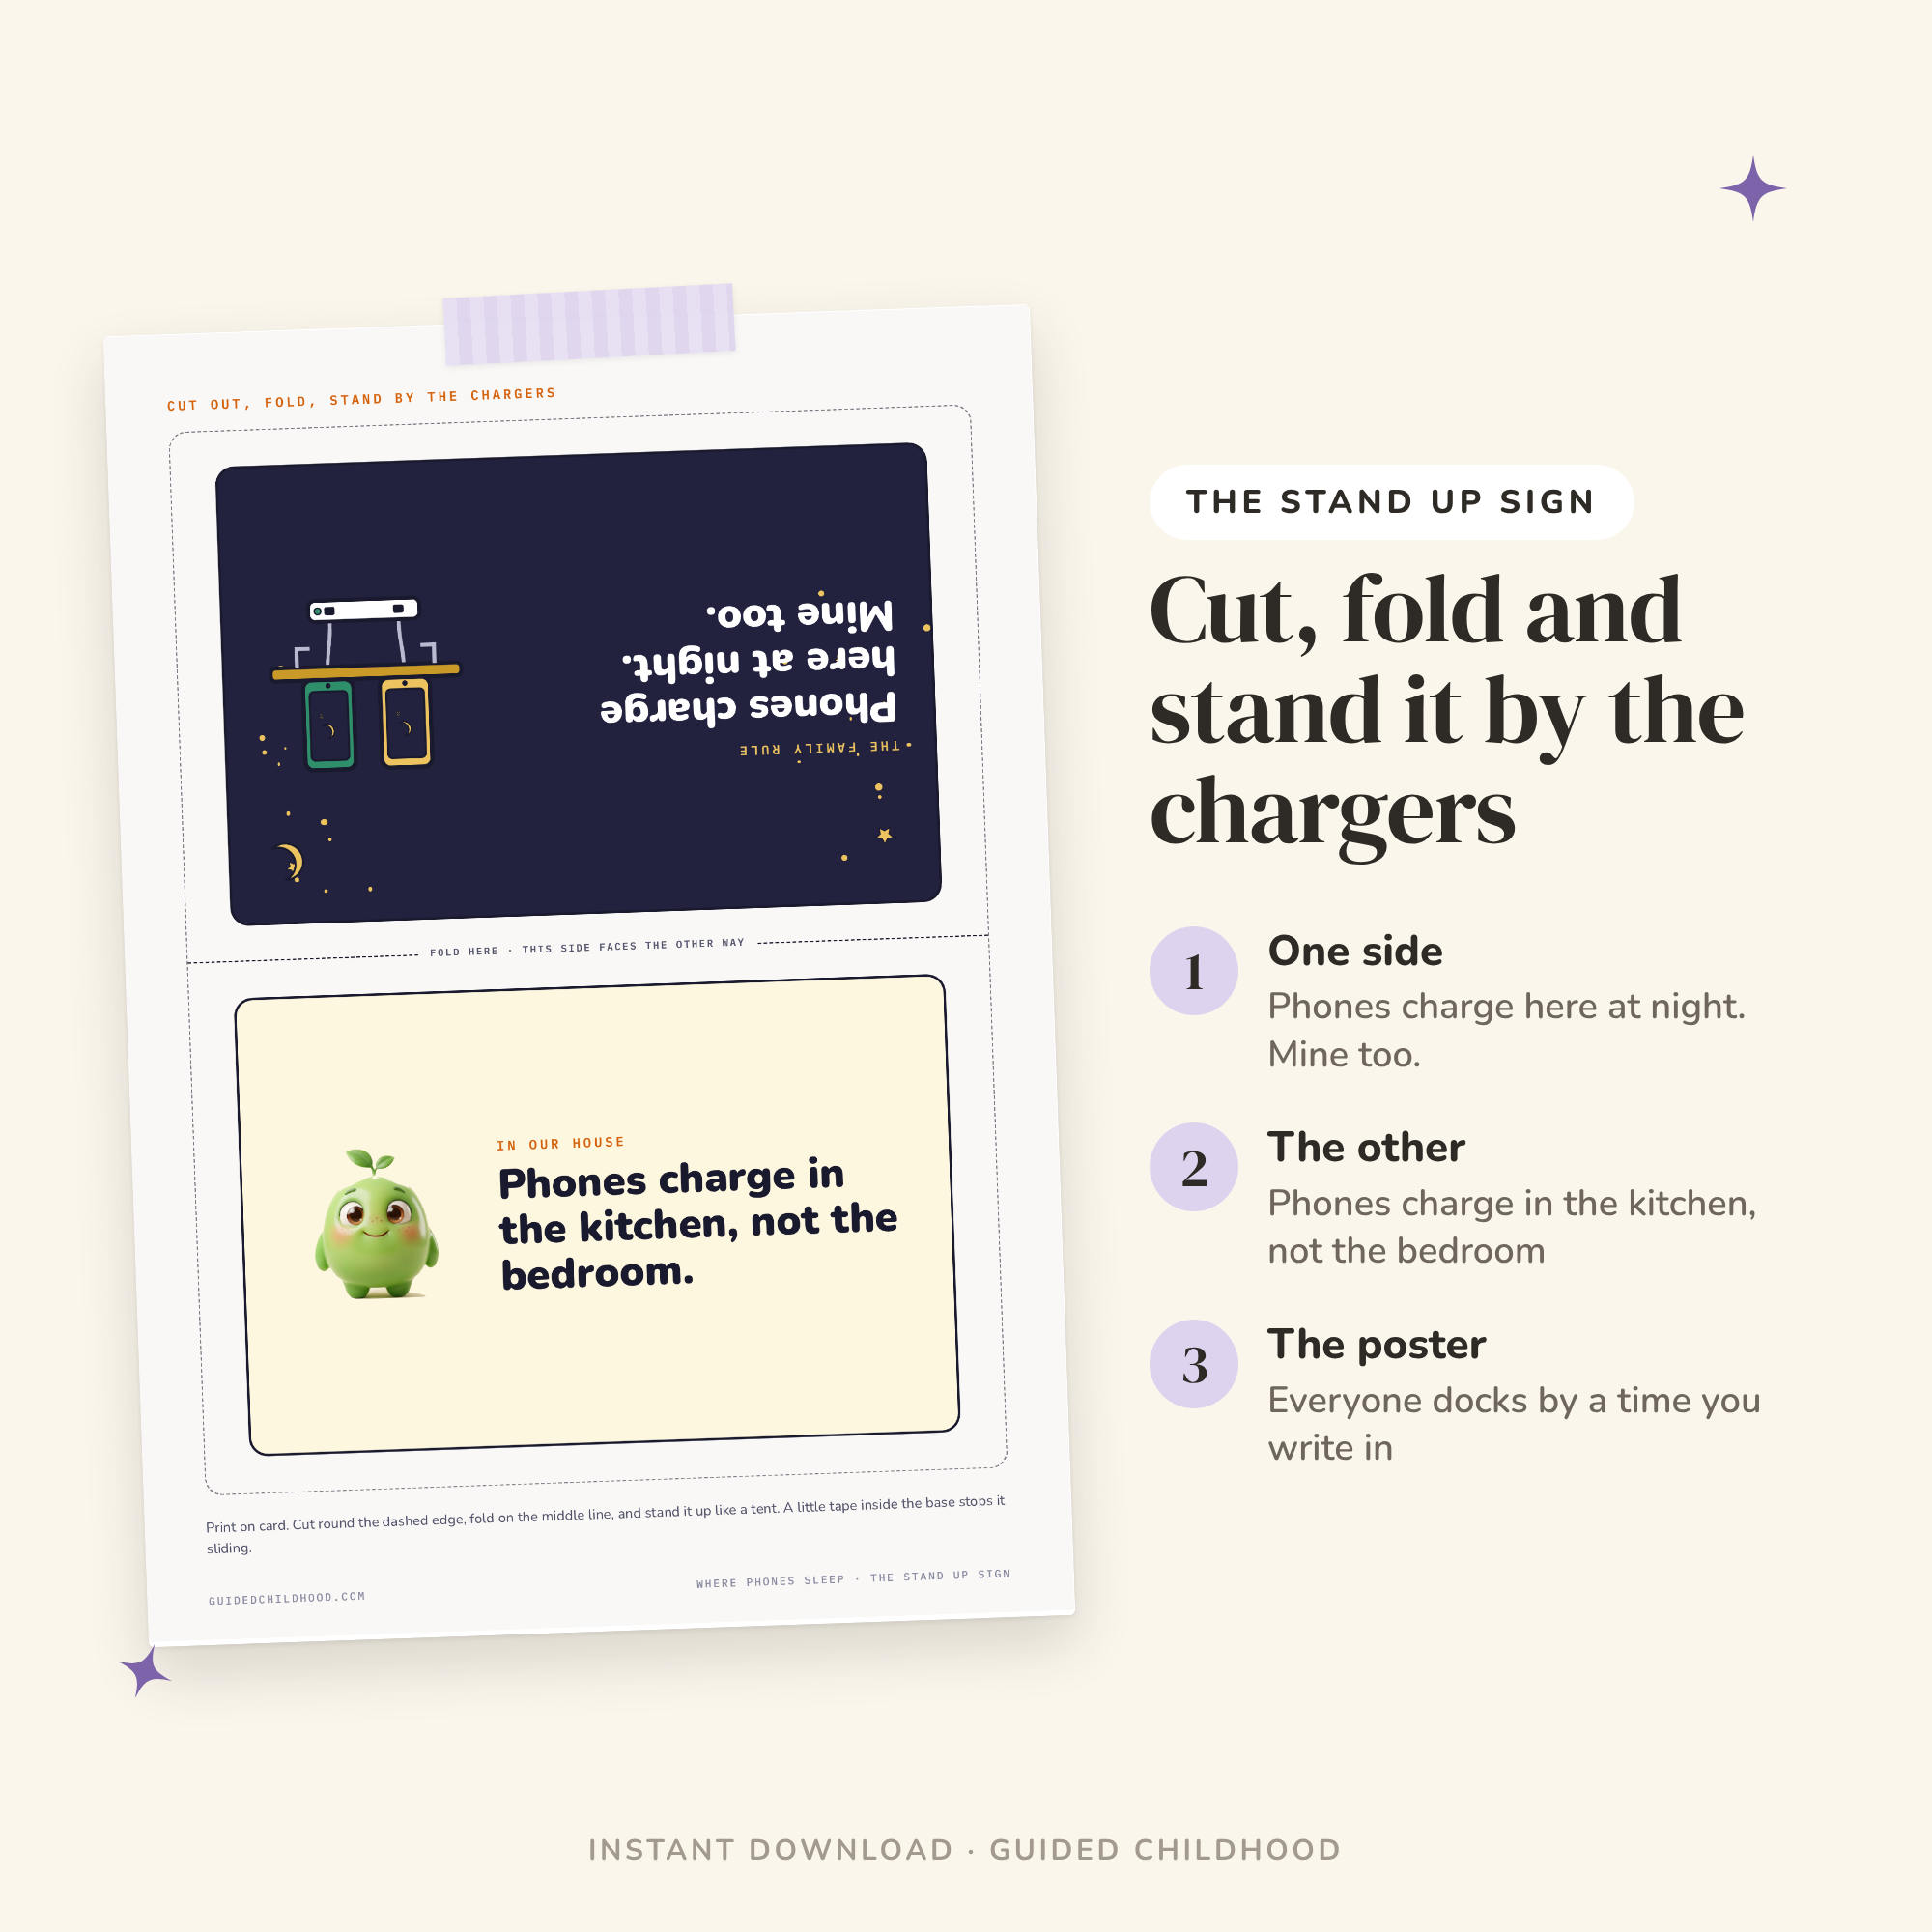 CUT OUT, FOLD, STAND BY THE CHARGERS
THE FAMILY RULE
Phones charge
here at night.
Mine too.
FOLD HERE · THIS SIDE FACES THE OTHER WAY
IN OUR HOUSE
Phones charge in
the kitchen, not the
bedroom.
Print on card. Cut round the dashed edge, fold on the middle line, and stand it up like a tent. A little tape inside the base stops it
sliding.
GUIDEDCHILDHOOD.COM
WHERE PHONES SLEEP · THE STAND UP SIGN
THE STAND UP SIGN
Cut, fold and
stand it by the
chargers
1
One side
Phones charge here at night.
Mine too.
2
The other
Phones charge in the kitchen,
not the bedroom
3
The poster
Everyone docks by a time you
write in
INSTANT DOWNLOAD · GUIDED CHILDHOOD